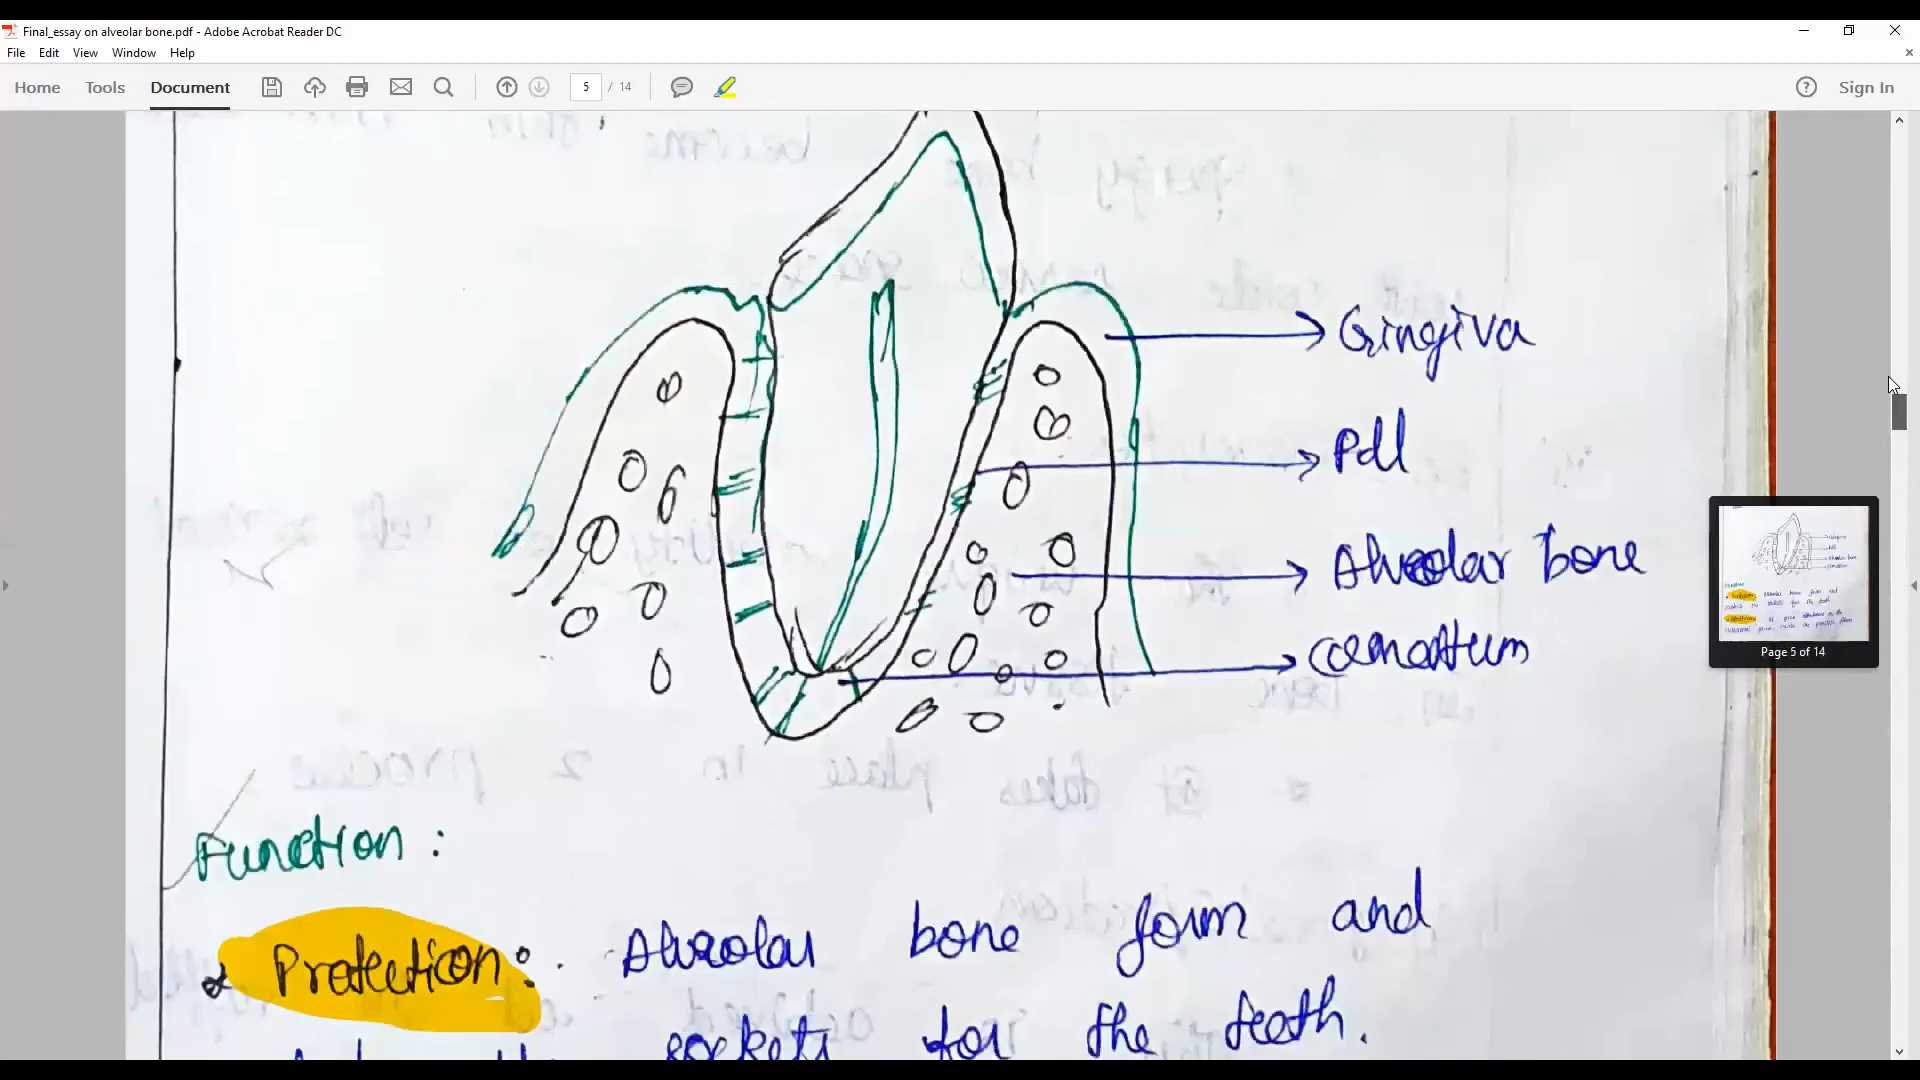 Final_essay on alveolar bone.pdf - Adobe Acrobat Reader DC
File Edit View Window Help
Home Tools Document 5 / 14 Sign In
Gingiva
Pdl
Alveolar bone
Cementum
Page 5 of 14
Function :
Protection : Alveolar bone form and
sockets for the teeth.